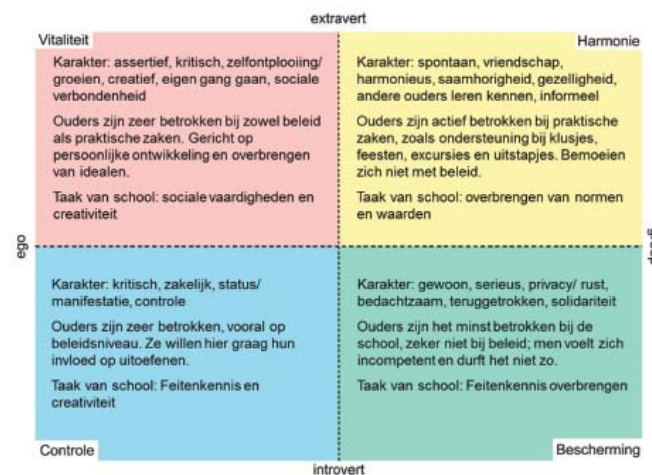 extravert
Vitaliteit
Harmonie
Karakter: assertief, kritisch, zelfontplooiing/
groeien, creatief, eigen gang gaan, sociale
verbondenheid
Ouders zijn zeer betrokken bij zowel beleid
als praktische zaken. Gericht op
persoonlijke ontwikkeling en overbrengen
van idealen.
Taak van school: sociale vaardigheden en
creativiteit
Karakter: spontaan, vriendschap,
harmonieus, saamhorigheid, gezelligheid,
andere ouders leren kennen, informeel
Ouders zijn actief betrokken bij praktische
zaken, zoals ondersteuning bij klusjes,
feesten, excursies en uitstapjes. Bemoeien
zich niet met beleid.
Taak van school: overbrengen van normen
en waarden
ego
groep
Karakter: kritisch, zakelijk, status/
manifestatie, controle
Ouders zijn zeer betrokken, vooral op
beleidsniveau. Ze willen hier graag hun
invloed op uitoefenen.
Taak van school: Feitenkennis en
creativiteit
Karakter: gewoon, serieus, privacy/ rust,
bedachtzaam, teruggetrokken, solidariteit
Ouders zijn het minst betrokken bij de
school, zeker niet bij beleid; men voelt zich
incompetent en durft het niet zo.
Taak van school: Feitenkennis overbrengen
Controle
Bescherming
introvert